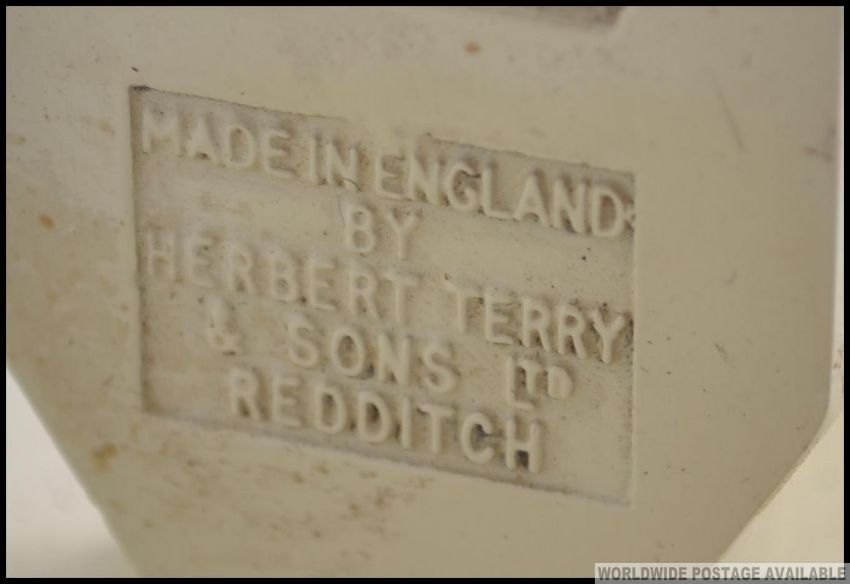 MADE IN ENGLAND
BY
HERBERT TERRY
& SONS LTD
REDDITCH
WORLDWIDE POSTAGE AVAILABLE